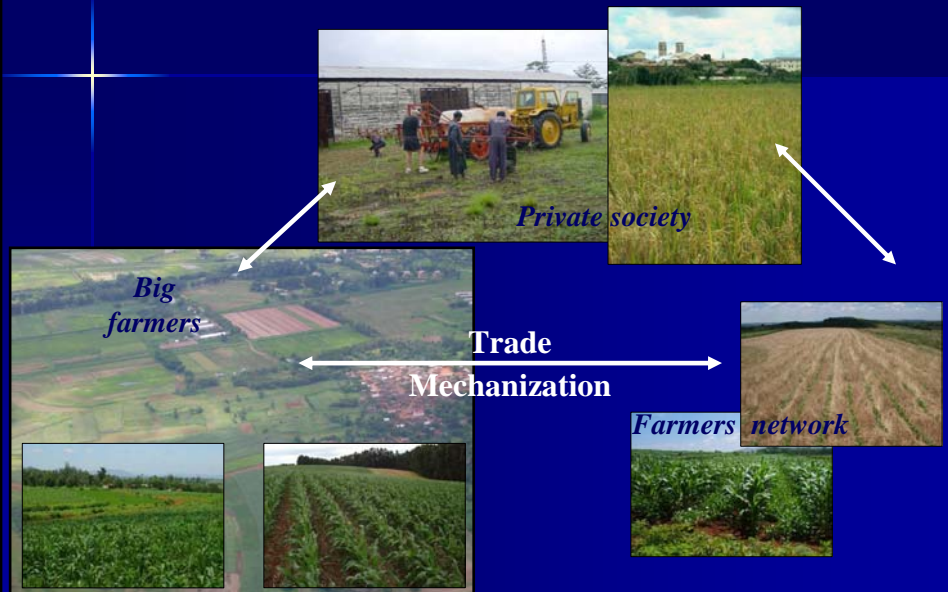 Private society
Big
farmers
Trade
Mechanization
Farmers network